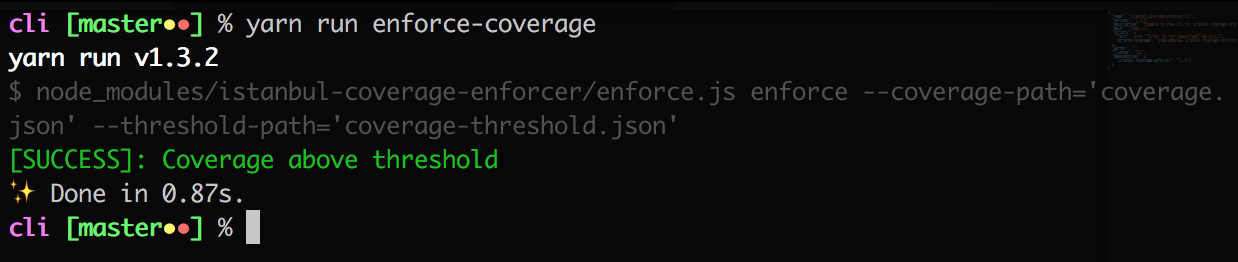 cli [master●●] % yarn run enforce-coverage
yarn run v1.3.2
$ node_modules/istanbul-coverage-enforcer/enforce.js enforce --coverage-path='coverage.
json' --threshold-path='coverage-threshold.json'
[SUCCESS]: Coverage above threshold
✨ Done in 0.87s.
cli [master●●] %